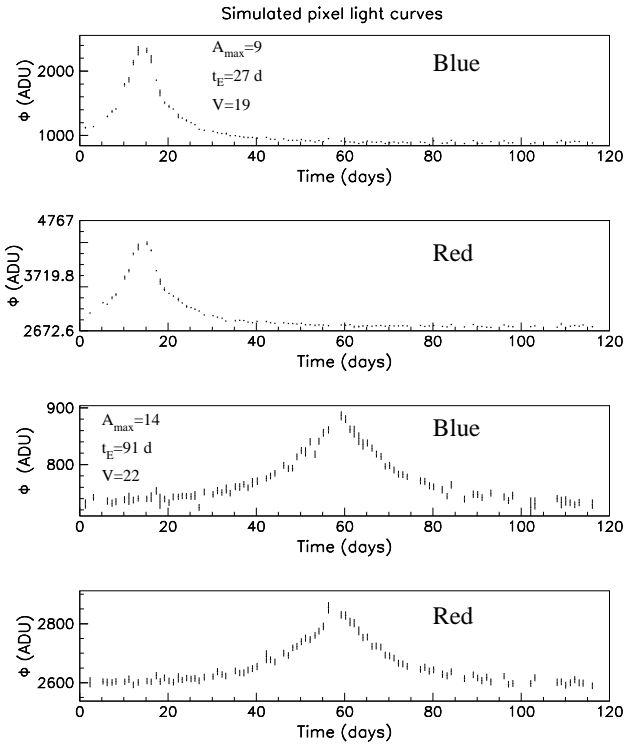 Simulated pixel light curves
A_max=9
t_E=27 d
V=19
Blue
2000
1000
ϕ (ADU)
0 20 40 60 80 100 120
Time (days)
4767
3719.8
2672.6
ϕ (ADU)
Red
0 20 40 60 80 100 120
Time (days)
900
800
ϕ (ADU)
A_max=14
t_E=91 d
V=22
Blue
0 20 40 60 80 100 120
Time (days)
2800
2600
ϕ (ADU)
Red
0 20 40 60 80 100 120
Time (days)